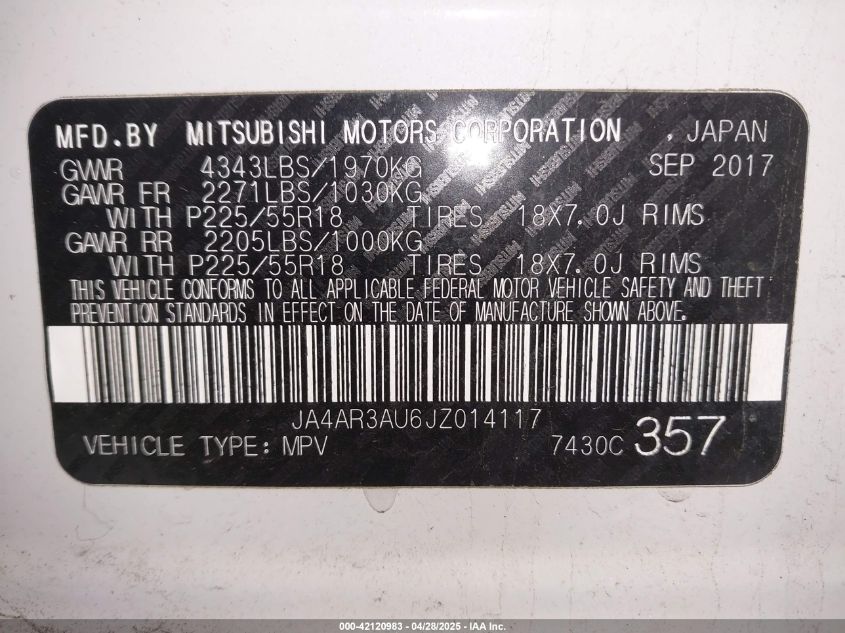 MFD.BY MITSUBISHI MOTORS CORPORATION , JAPAN
GVWR 4343LBS/1970KG SEP 2017
GAWR FR 2271LBS/1030KG
WITH P225/55R18 TIRES 18X7.0J RIMS
GAWR RR 2205LBS/1000KG
WITH P225/55R18 TIRES 18X7.0J RIMS
THIS VEHICLE CONFORMS TO ALL APPLICABLE FEDERAL MOTOR VEHICLE SAFETY AND THEFT
PREVENTION STANDARDS IN EFFECT ON THE DATE OF MANUFACTURE SHOWN ABOVE.
JA4AR3AU6JZ014117
VEHICLE TYPE: MPV 7430C 357
000-42120983 / 04/28/2025 - IAA Inc.